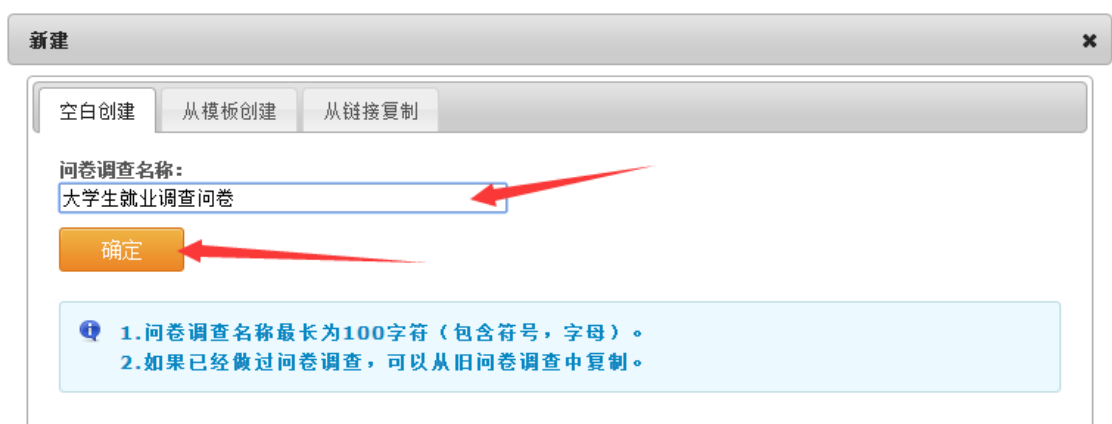 新建
空白创建 从模板创建 从链接复制
问卷调查名称：
大学生就业调查问卷
确定
1.问卷调查名称最长为100字符（包含符号，字母）。
2.如果已经做过问卷调查，可以从旧问卷调查中复制。